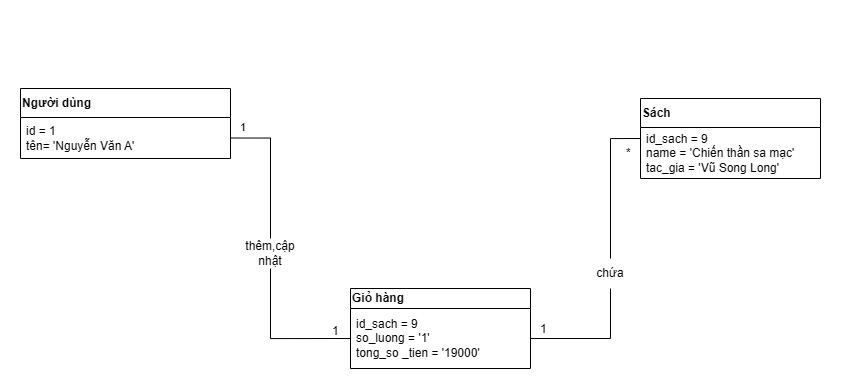 Người dùng
id = 1
tên= 'Nguyễn Văn A'
1
thêm,cập
nhật
1
Giỏ hàng
id_sach = 9
so_luong = '1'
tong_so _tien = '19000'
1
chứa
*
Sách
id_sach = 9
name = 'Chiến thần sa mạc'
tac_gia = 'Vũ Song Long'